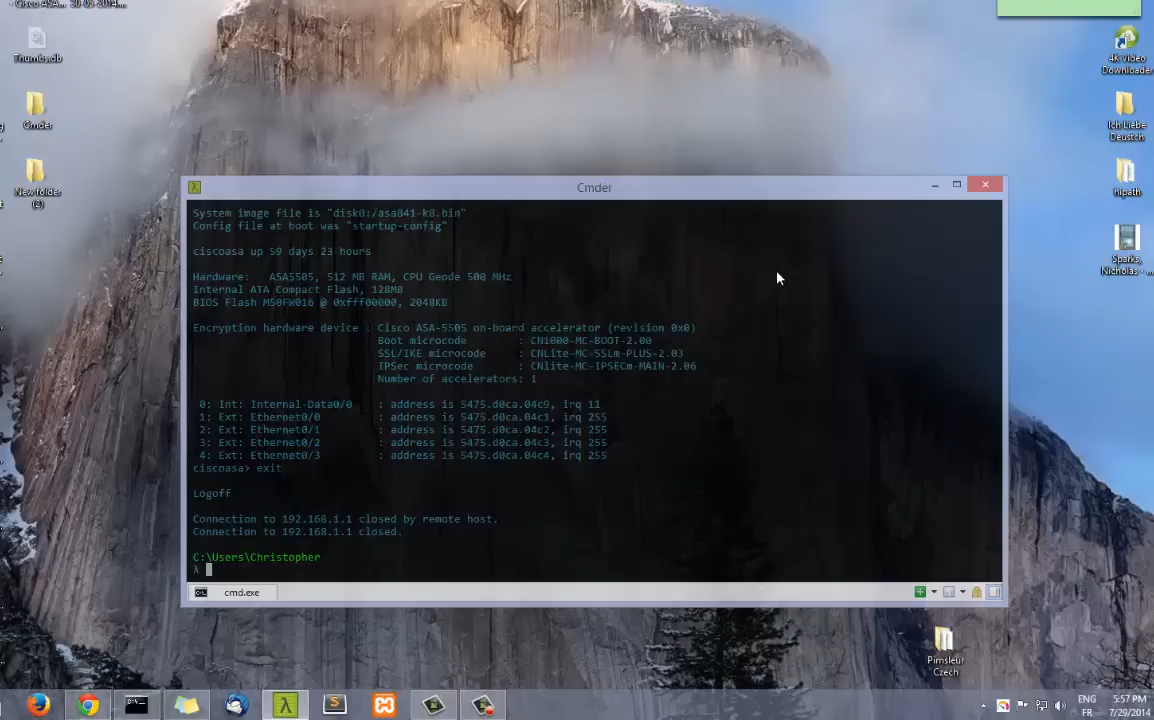 Thumbs.db
Cmder
New folder
(2)
4K video
Downloader
Ich Liebe
Deustch
hipath
Sparks,
Nicholas - ...
Cmder
System image file is "disk0:/asa841-k8.bin"
Config file at boot was "startup-config"
ciscoasa up 59 days 23 hours
Hardware:   ASA5505, 512 MB RAM, CPU Geode 500 MHz
Internal ATA Compact Flash, 128MB
BIOS Flash M50FW016 @ 0xfff00000, 2048KB
Encryption hardware device : Cisco ASA-5505 on-board accelerator (revision 0x0)
Boot microcode        : CN1000-MC-BOOT-2.00
SSL/IKE microcode     : CNLite-MC-SSLm-PLUS-2.03
IPSec microcode       : CNlite-MC-IPSECm-MAIN-2.06
Number of accelerators: 1
0: Int: Internal-Data0/0    : address is 5475.d0ca.04c9, irq 11
1: Ext: Ethernet0/0         : address is 5475.d0ca.04c1, irq 255
2: Ext: Ethernet0/1         : address is 5475.d0ca.04c2, irq 255
3: Ext: Ethernet0/2         : address is 5475.d0ca.04c3, irq 255
4: Ext: Ethernet0/3         : address is 5475.d0ca.04c4, irq 255
ciscoasa> exit
Logoff
Connection to 192.168.1.1 closed by remote host.
Connection to 192.168.1.1 closed.
C:\Users\Christopher
λ
cmd.exe
Pimsleur
Czech
ENG
FR
5:57 PM
7/29/2014